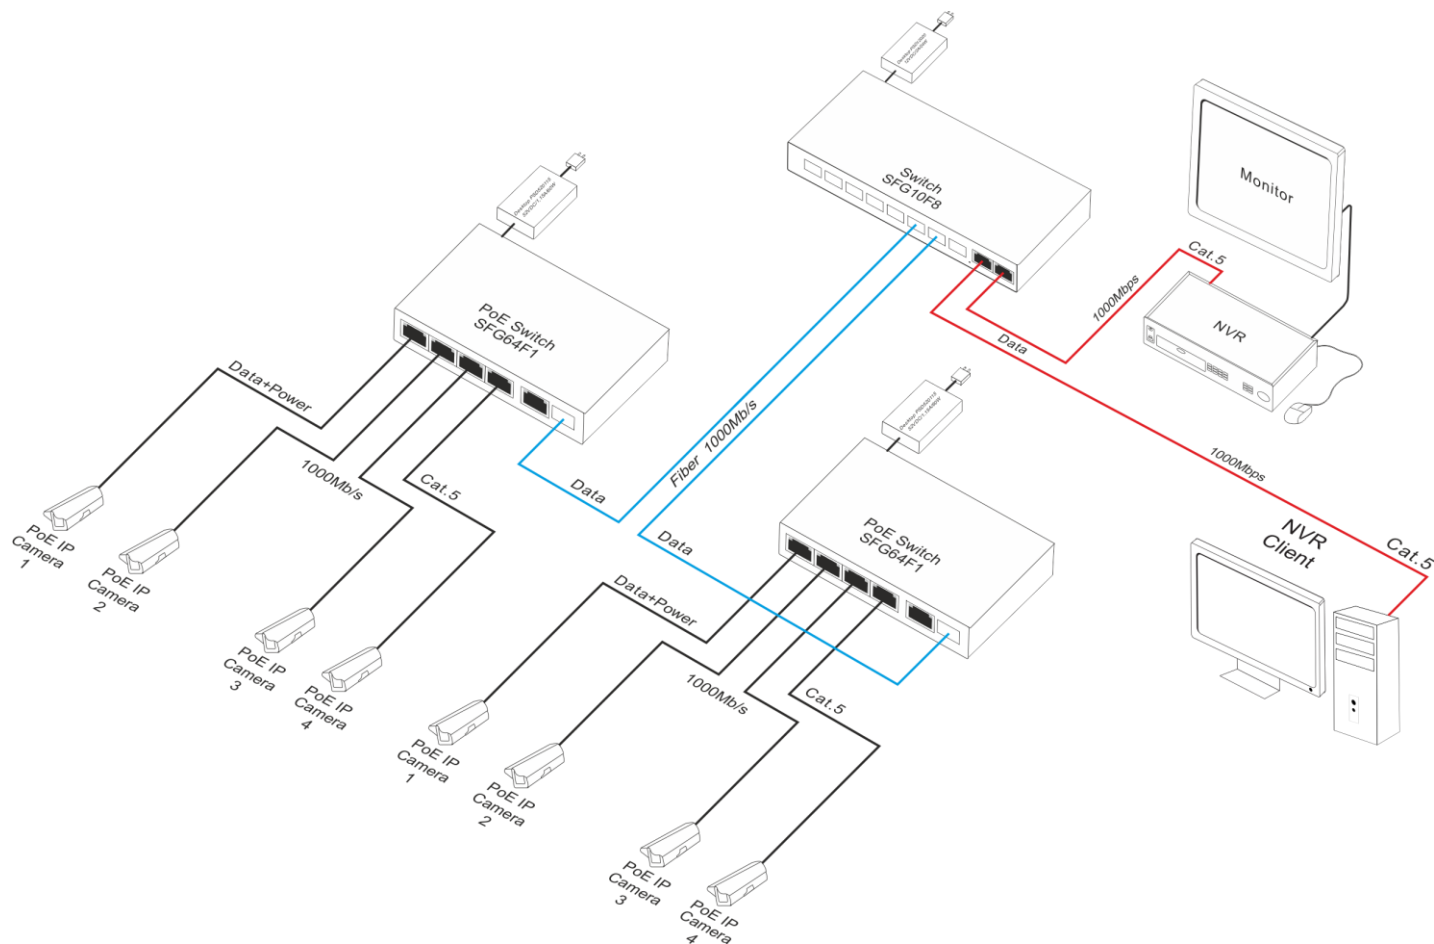 Switch
SFG10F8
Monitor
Cat.5
1000Mbps
NVR
Data
PoE Switch
SFG64F1
Data+Power
1000Mb/s
Cat.5
Data
Fiber 1000Mb/s
Data
1000Mbps
Cat.5
NVR
Client
PoE IP
Camera
1
PoE IP
Camera
2
PoE IP
Camera
3
PoE IP
Camera
4
PoE Switch
SFG64F1
Data+Power
1000Mb/s
Cat.5
PoE IP
Camera
1
PoE IP
Camera
2
PoE IP
Camera
3
PoE IP
Camera
4